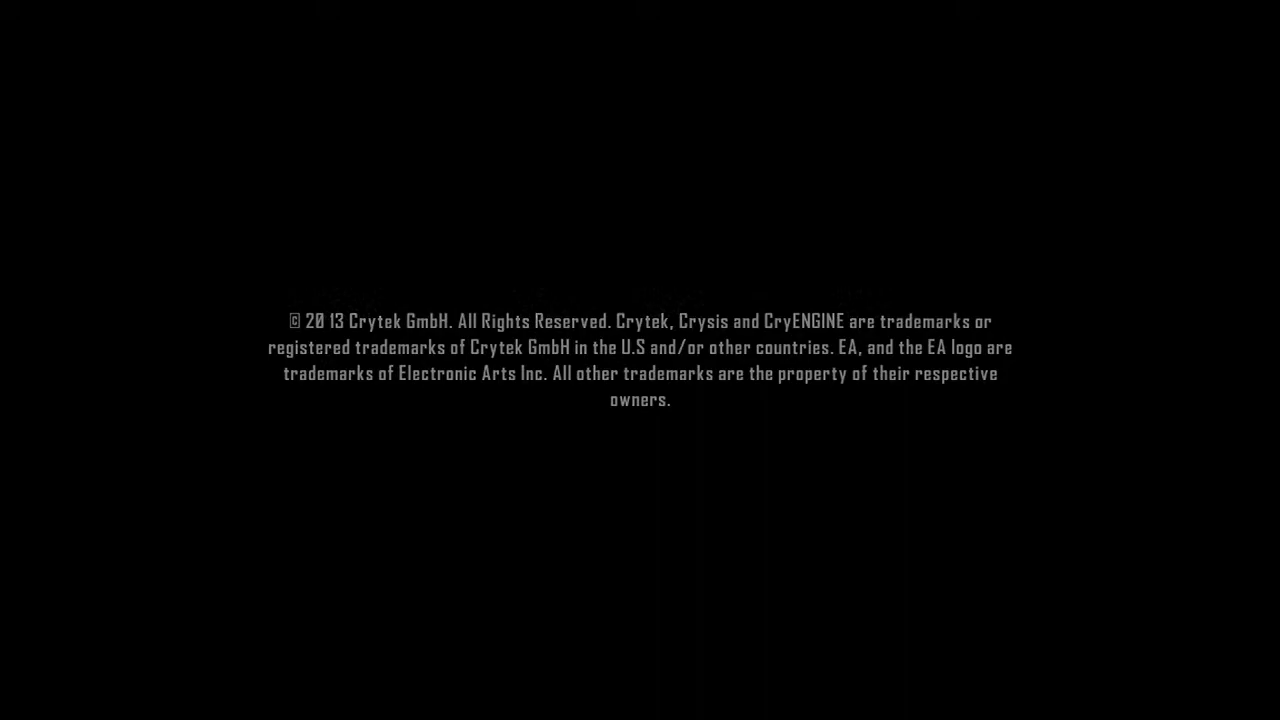 © 2013 Crytek GmbH. All Rights Reserved. Crytek, Crysis and CryENGINE are trademarks or
registered trademarks of Crytek GmbH in the U.S and/or other countries. EA, and the EA logo are
trademarks of Electronic Arts Inc. All other trademarks are the property of their respective
owners.